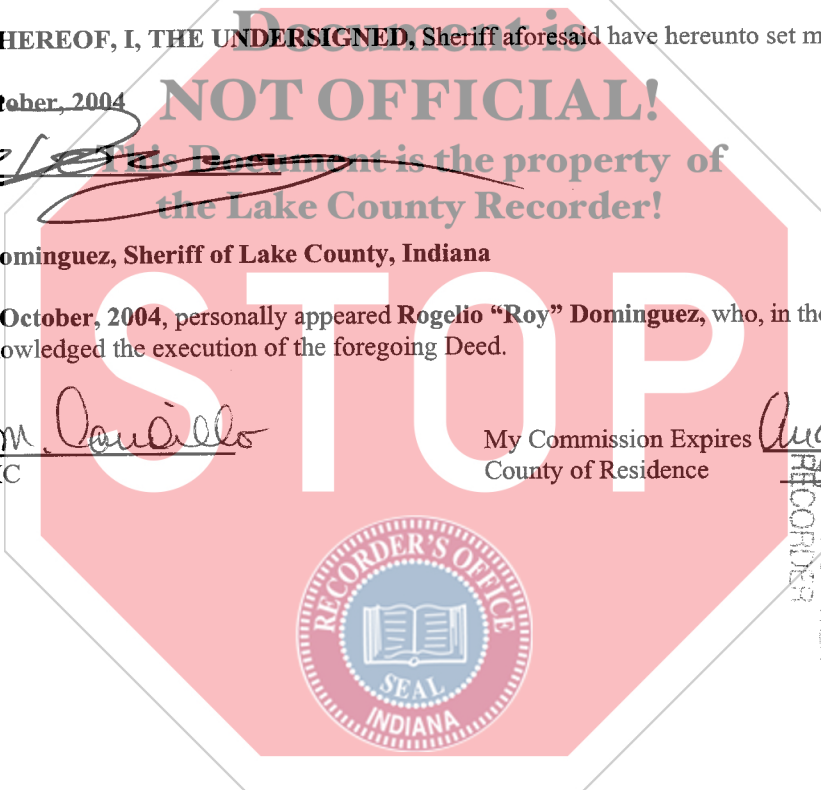 Document is
HEREOF, I, THE UNDERSIGNED, Sheriff aforesaid have hereunto set m
tober, 2004
NOT OFFICIAL!
This Document is the property of
the Lake County Recorder!
ominguez, Sheriff of Lake County, Indiana
October, 2004, personally appeared Rogelio “Roy” Dominguez, who, in the
owledged the execution of the foregoing Deed.
STOP
M.
My Commission Expires
IC
County of Residence
RECORDER
RECORDER'S OFFICE
SEAL
INDIANA